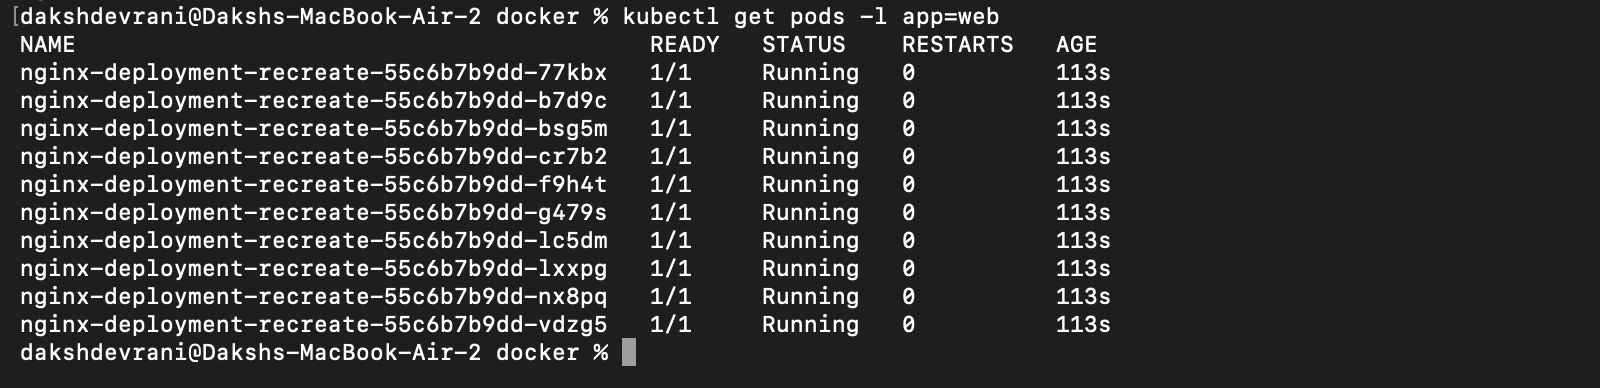 [dakshdevrani@Dakshs-MacBook-Air-2 docker % kubectl get pods -l app=web
NAME READY STATUS RESTARTS AGE
nginx-deployment-recreate-55c6b7b9dd-77kbx 1/1 Running 0 113s
nginx-deployment-recreate-55c6b7b9dd-b7d9c 1/1 Running 0 113s
nginx-deployment-recreate-55c6b7b9dd-bsg5m 1/1 Running 0 113s
nginx-deployment-recreate-55c6b7b9dd-cr7b2 1/1 Running 0 113s
nginx-deployment-recreate-55c6b7b9dd-f9h4t 1/1 Running 0 113s
nginx-deployment-recreate-55c6b7b9dd-g479s 1/1 Running 0 113s
nginx-deployment-recreate-55c6b7b9dd-lc5dm 1/1 Running 0 113s
nginx-deployment-recreate-55c6b7b9dd-lxxpg 1/1 Running 0 113s
nginx-deployment-recreate-55c6b7b9dd-nx8pq 1/1 Running 0 113s
nginx-deployment-recreate-55c6b7b9dd-vdzg5 1/1 Running 0 113s
dakshdevrani@Dakshs-MacBook-Air-2 docker %